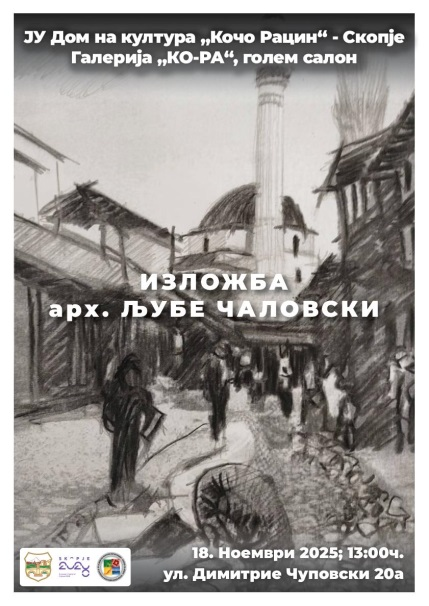 ЈУ Дом на култура „Кочо Рацин“ - Скопје
Галерија „КО-РА“, голем салон
ИЗЛОЖБА
арх. ЉУБЕ ЧАЛОВСКИ
18. Ноември 2025; 13:00ч.
ул. Димитрие Чуповски 20а